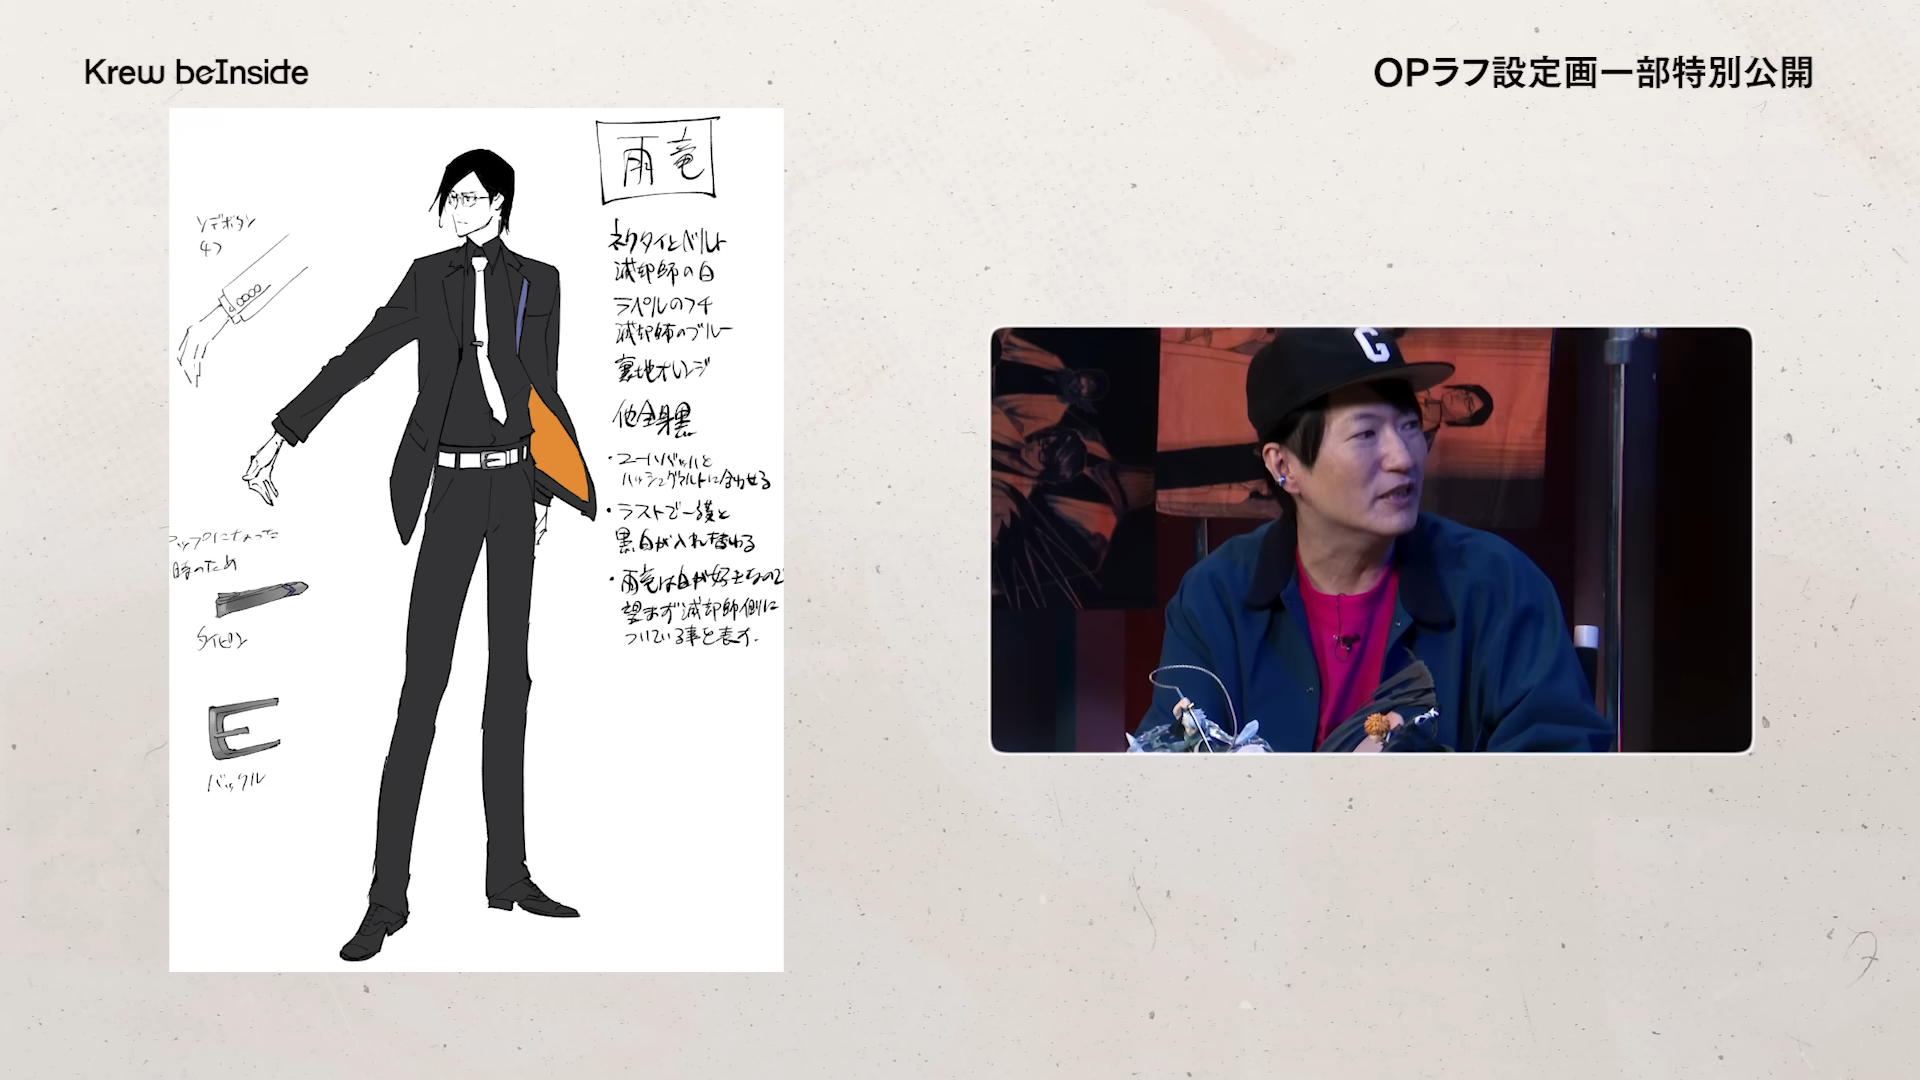 Krew beInside
OPラフ設定画一部特別公開
雨竜
ソデボタン
4つ
ネクタイとベルト
滅却師の白
ラペルのフチ
滅却師のブルー
裏地オレンジ
他全身黒
・ユーハバッハと
ハッシュヴァルトに合わせる
・ラストで一護と
黒白が入れ替わる
・雨竜は白が好きなので
望まず滅却師側に
ついている事を表す.
アップになった
時のため
タイピン
バックル
G